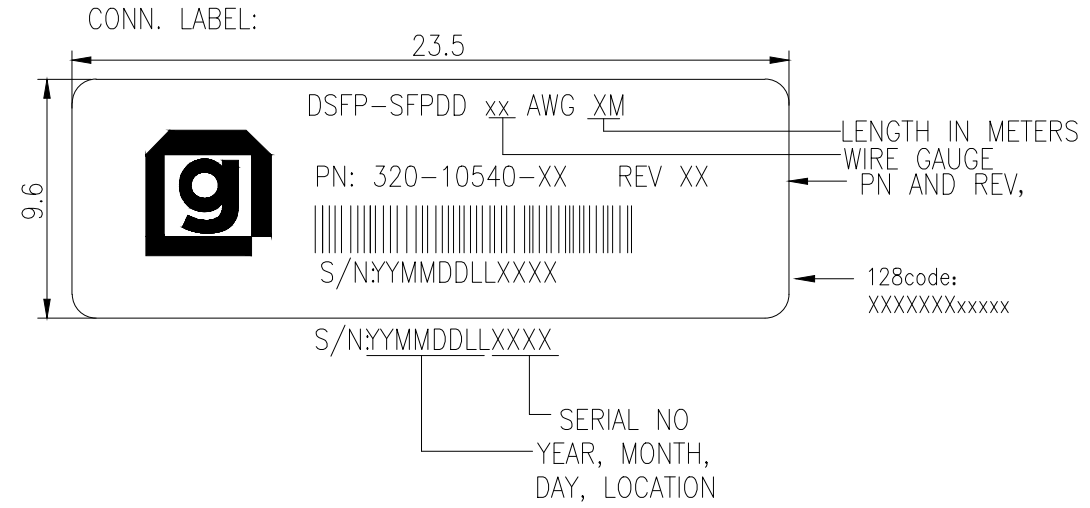 CONN. LABEL:
23.5
DSFP-SFPDD xx AWG XM
LENGTH IN METERS
WIRE GAUGE
9.6
g
PN: 320-10540-XX REV XX
PN AND REV,
S/N:YYMMDDLLXXXX
128code:
XXXXXXXxxxxx
S/N:YYMMDDLLXXXX
SERIAL NO
YEAR, MONTH,
DAY, LOCATION